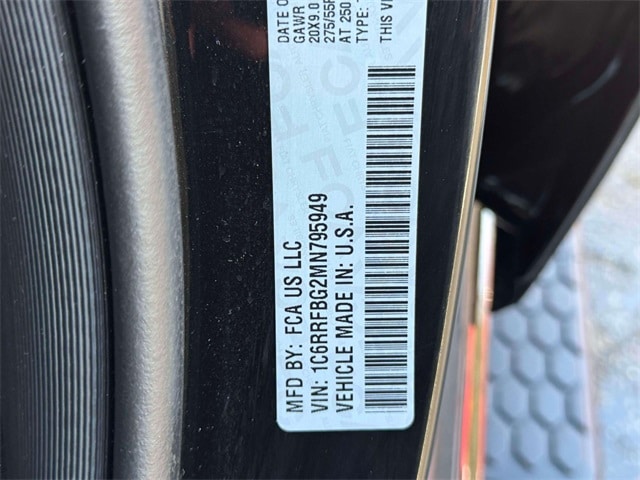 MFD BY: FCA US LLC
DATE O
VIN: 1C6RRFBG2MN795949
GAWR
VEHICLE MADE IN: U.S.A.
20X9.0
275/55R
AT 250
TYPE:
THIS VE